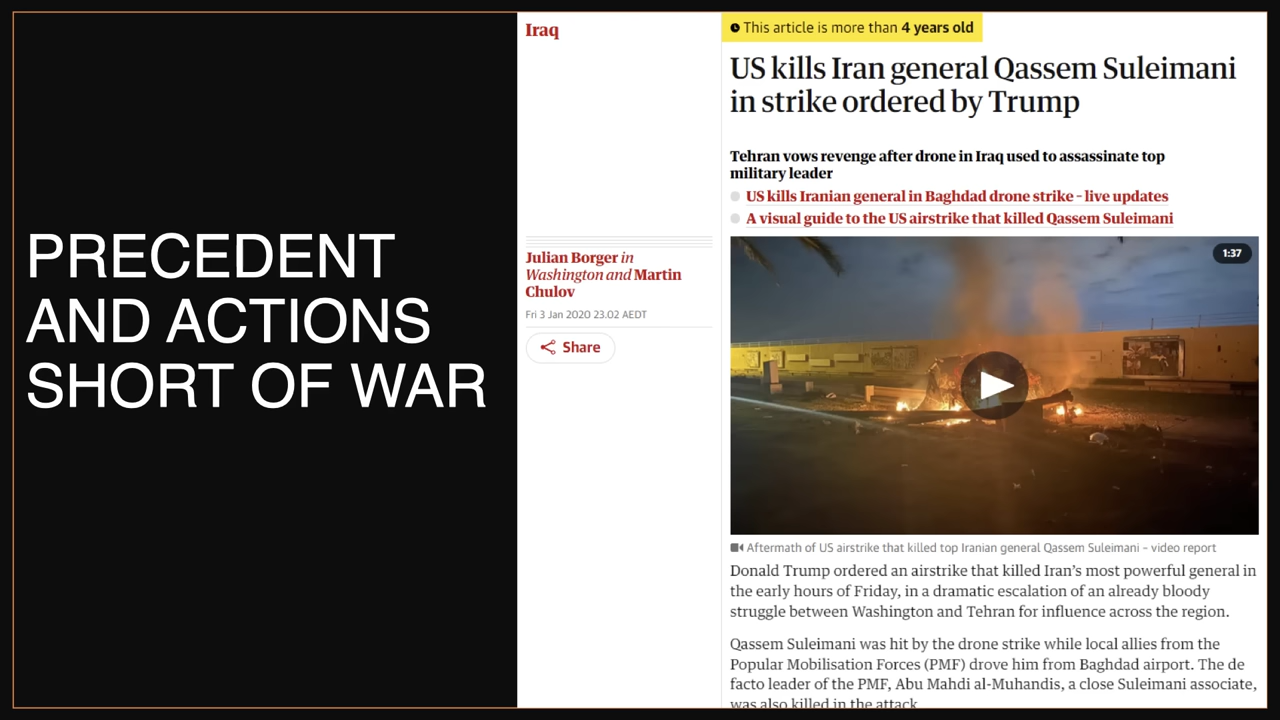 PRECEDENT
AND ACTIONS
SHORT OF WAR
Iraq
Julian Borger in
Washington and Martin
Chulov
Fri 3 Jan 2020 23.02 AEDT
Share
This article is more than 4 years old
US kills Iran general Qassem Suleimani
in strike ordered by Trump
Tehran vows revenge after drone in Iraq used to assassinate top
military leader
US kills Iranian general in Baghdad drone strike – live updates
A visual guide to the US airstrike that killed Qassem Suleimani
1:37
Aftermath of US airstrike that killed top Iranian general Qassem Suleimani – video report
Donald Trump ordered an airstrike that killed Iran’s most powerful general in
the early hours of Friday, in a dramatic escalation of an already bloody
struggle between Washington and Tehran for influence across the region.
Qassem Suleimani was hit by the drone strike while local allies from the
Popular Mobilisation Forces (PMF) drove him from Baghdad airport. The de
facto leader of the PMF, Abu Mahdi al-Muhandis, a close Suleimani associate,
was also killed in the attack